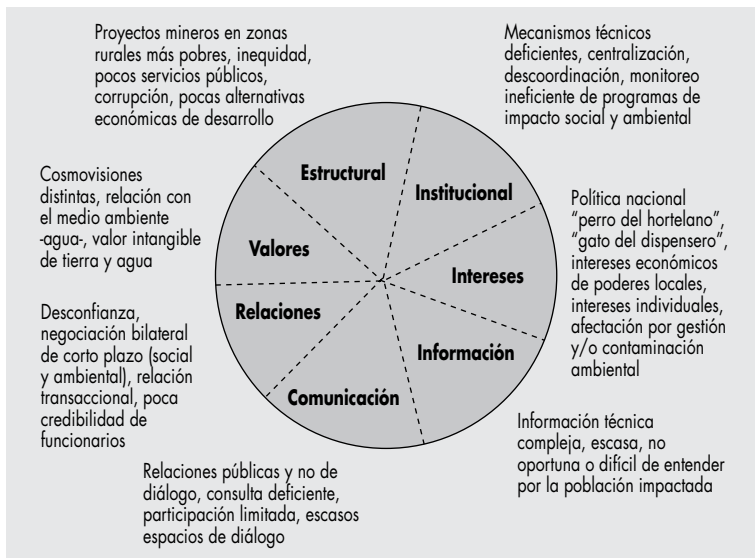 Proyectos mineros en zonas
rurales más pobres, inequidad,
pocos servicios públicos,
corrupción, pocas alternativas
económicas de desarrollo
Mecanismos técnicos
deficientes, centralización,
descoordinación, monitoreo
ineficiente de programas de
impacto social y ambiental
Estructural
Institucional
Cosmovisiones
distintas, relación con
el medio ambiente
-agua-, valor intangible
de tierra y agua
Valores
Intereses
Política nacional
“perro del hortelano”,
“gato del dispensero”,
intereses económicos
de poderes locales,
intereses individuales,
afectación por gestión
y/o contaminación
ambiental
Desconfianza,
negociación bilateral
de corto plazo (social
y ambiental), relación
transaccional, poca
credibilidad de
funcionarios
Relaciones
Información
Comunicación
Información técnica
compleja, escasa, no
oportuna o difícil de entender
por la población impactada
Relaciones públicas y no de
diálogo, consulta deficiente,
participación limitada, escasos
espacios de diálogo